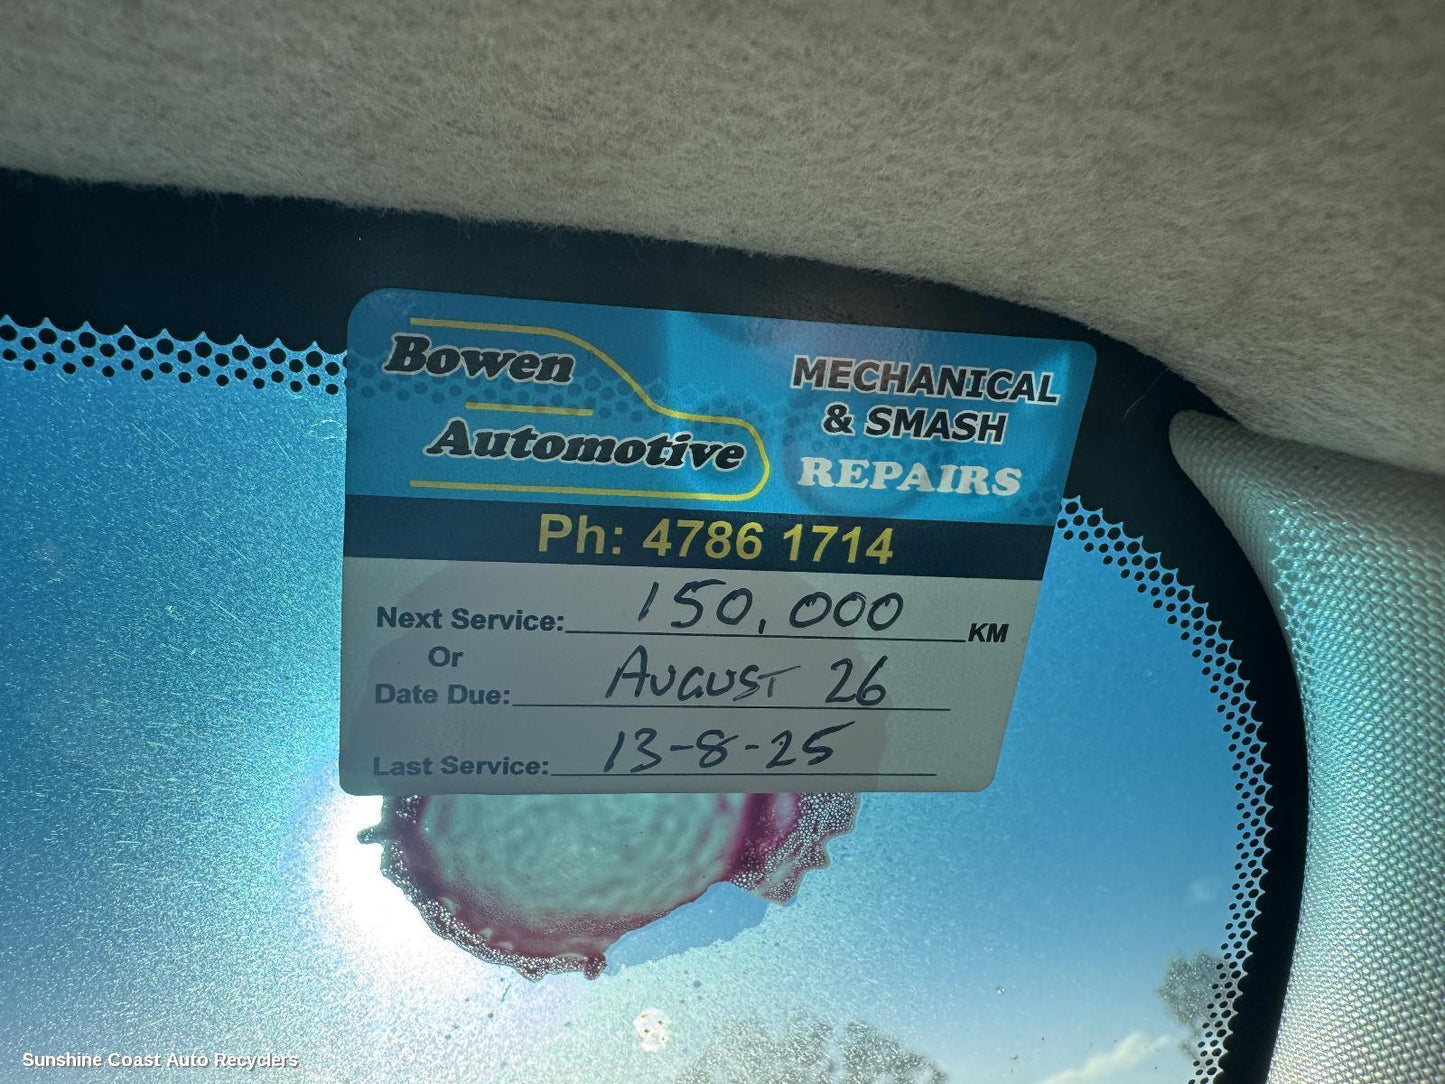 Bowen
Automotive
MECHANICAL
& SMASH
REPAIRS
Ph: 4786 1714
Next Service: 150,000 KM
Or
Date Due: AUGUST 26
Last Service: 13-8-25
Sunshine Coast Auto Recyclers